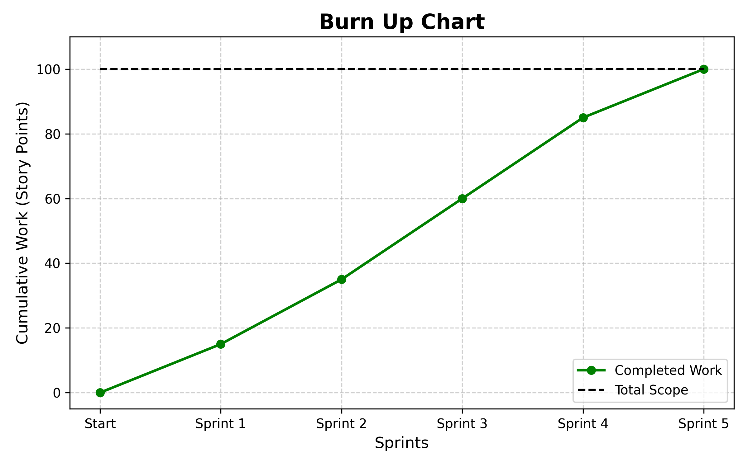 Burn Up Chart
Cumulative Work (Story Points)
100
80
60
40
20
0
Completed Work
Total Scope
Start Sprint 1 Sprint 2 Sprint 3 Sprint 4 Sprint 5
Sprints